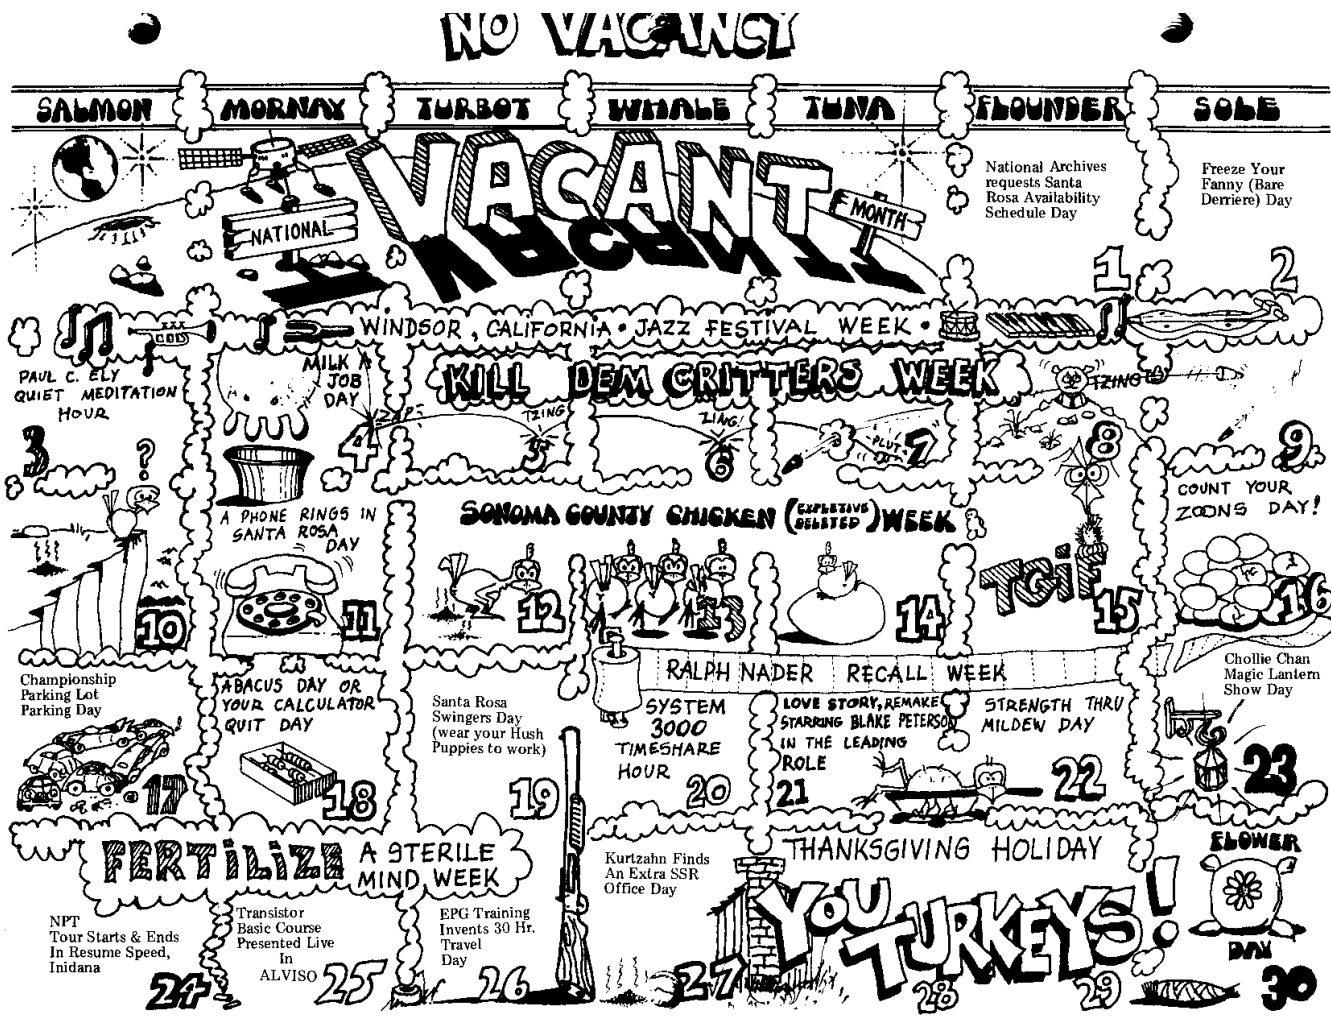 NO VACANCY
SALMON MORNAY TURBOT WHALE TUNA FLOUNDER SOLE
NATIONAL
VACANT
MONTH
National Archives
requests Santa
Rosa Availability
Schedule Day
1
Freeze Your
Fanny (Bare
Derriere) Day
2
WINDSOR, CALIFORNIA • JAZZ FESTIVAL WEEK •
KILL DEM CRITTERS WEEK
PAUL C. ELY
QUIET MEDITATION
HOUR
3
MILK A
JOB
DAY
4
ZAP
TZING
5
ZING!
6
PLUT
7
TZING
8
9
SONOMA COUNTY CHICKEN (EXPLETIVE DELETED) WEEK
?
10
A PHONE RINGS IN
SANTA ROSA
DAY
11
12
13
14
TGIF
15
COUNT YOUR
ZOONS DAY!
16
RALPH NADER RECALL WEEK
Championship
Parking Lot
Parking Day
17
ABACUS DAY OR
YOUR CALCULATOR
QUIT DAY
18
Santa Rosa
Swingers Day
(wear your Hush
Puppies to work)
19
SYSTEM
3000
TIMESHARE
HOUR
20
LOVE STORY, REMAKE
STARRING BLAKE PETERSON
IN THE LEADING
ROLE
21
STRENGTH THRU
MILDEW DAY
22
Chollie Chan
Magic Lantern
Show Day
23
FERTILIZE A STERILE
MIND WEEK
NPT
Tour Starts & Ends
In Resume Speed,
Inidana
24
Transistor
Basic Course
Presented Live
In
ALVISO
25
EPG Training
Invents 30 Hr.
Travel
Day
26
Kurtzahn Finds
An Extra SSR
Office Day
27
THANKSGIVING HOLIDAY
YOU
TURKEYS!
28
29
FLOWER
DAY
30